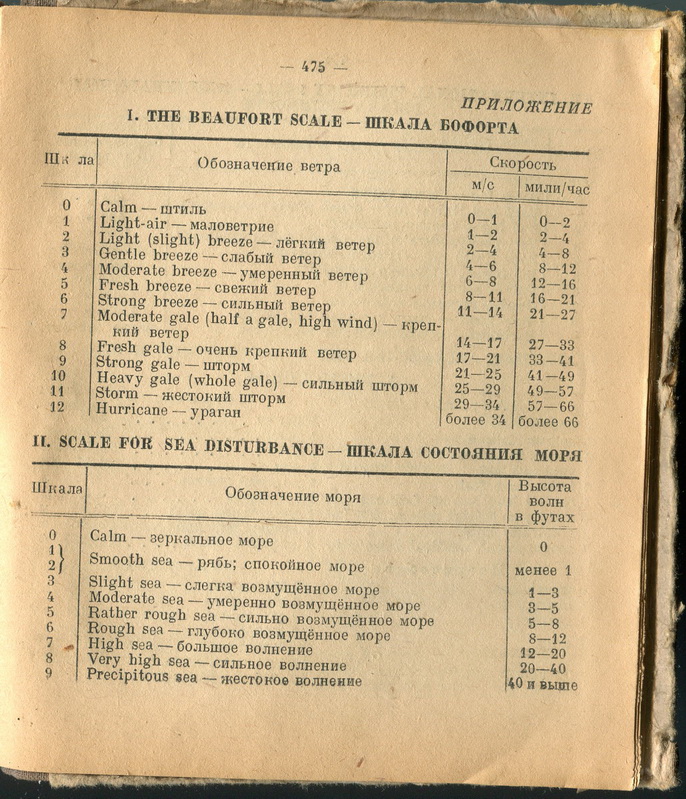 — 475 —
ПРИЛОЖЕНИЕ
I. THE BEAUFORT SCALE — ШКАЛА БОФОРТА
Шк ла Обозначение ветра Скорость
м/с мили/час
0 Calm — штиль 0—1 0—2
1 Light-air — маловетрие 1—2 2—4
2 Light (slight) breeze — лёгкий ветер 2—4 4—8
3 Gentle breeze — слабый ветер 4—6 8—12
4 Moderate breeze — умеренный ветер 6—8 12—16
5 Fresh breeze — свежий ветер 8—11 16—21
6 Strong breeze — сильный ветер 11—14 21—27
7 Moderate gale (half a gale, high wind) — креп-
кий ветер 14—17 27—33
8 Fresh gale — очень крепкий ветер 17—21 33—41
9 Strong gale — шторм 21—25 41—49
10 Heavy gale (whole gale) — сильный шторм 25—29 49—57
11 Storm — жестокий шторм 29—34 57—66
12 Hurricane — ураган более 34 более 66
II. SCALE FOR SEA DISTURBANCE — ШКАЛА СОСТОЯНИЯ МОРЯ
Шкала Обозначение моря Высота
волн
в футах
0 Calm — зеркальное море 0
1
2 Smooth sea — рябь; спокойное море менее 1
3 Slight sea — слегка возмущённое море 1—3
4 Moderate sea — умеренно возмущённое море 3—5
5 Rather rough sea — сильно возмущённое море 5—8
6 Rough sea — глубоко возмущённое море 8—12
7 High sea — большое волнение 12—20
8 Very high sea — сильное волнение 20—40
9 Precipitous sea — жестокое волнение 40 и выше